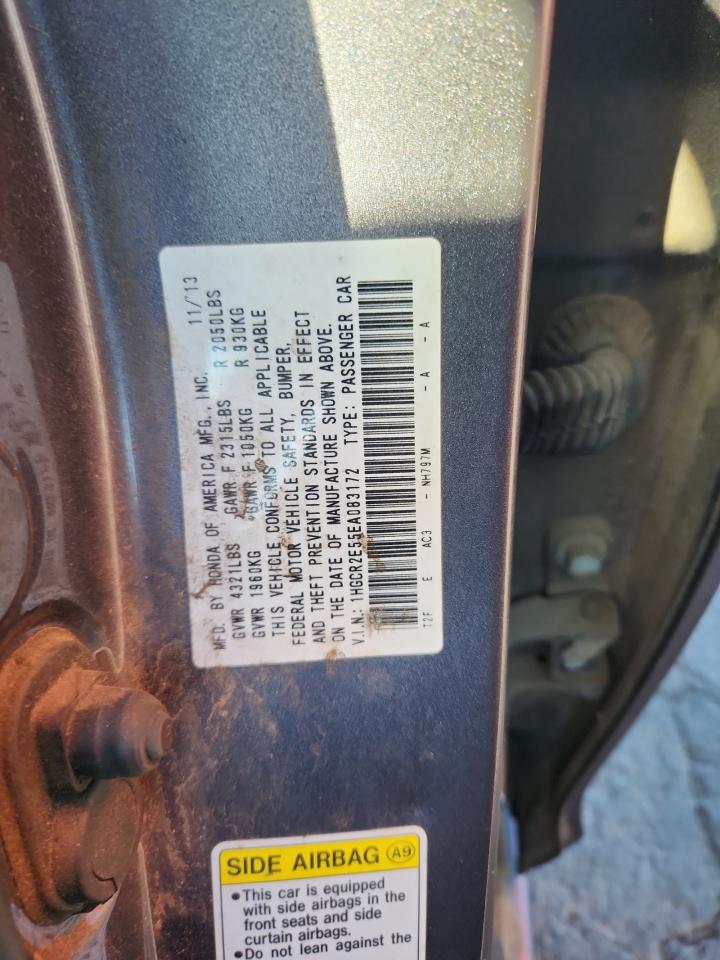 MFD. BY HONDA OF AMERICA MFG., INC. 11/'13
GVWR 4321LBS GAWR F 2315LBS R 2050LBS
GVWR 1960KG GAWR F 1050KG R 930KG
THIS VEHICLE CONFORMS TO ALL APPLICABLE
FEDERAL MOTOR VEHICLE SAFETY, BUMPER,
AND THEFT PREVENTION STANDARDS IN EFFECT
ON THE DATE OF MANUFACTURE SHOWN ABOVE.
V.I.N.: 1HGCR2E55EA083172 TYPE: PASSENGER CAR
T2F E AC3 - NH797M - A - A
SIDE AIRBAG A9
•This car is equipped
with side airbags in the
front seats and side
curtain airbags.
•Do not lean against the